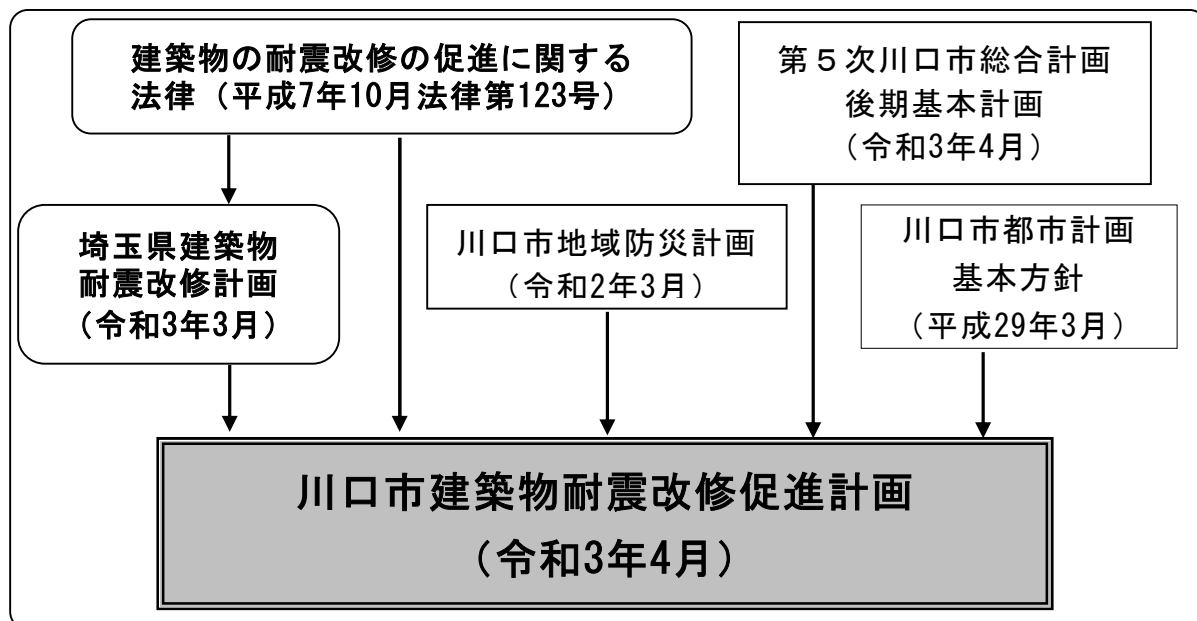 建築物の耐震改修の促進に関する
法律（平成7年10月法律第123号）
第５次川口市総合計画
後期基本計画
（令和3年4月）
埼玉県建築物
耐震改修計画
（令和3年3月）
川口市地域防災計画
（令和2年3月）
川口市都市計画
基本方針
（平成29年3月）
川口市建築物耐震改修促進計画
（令和3年4月）